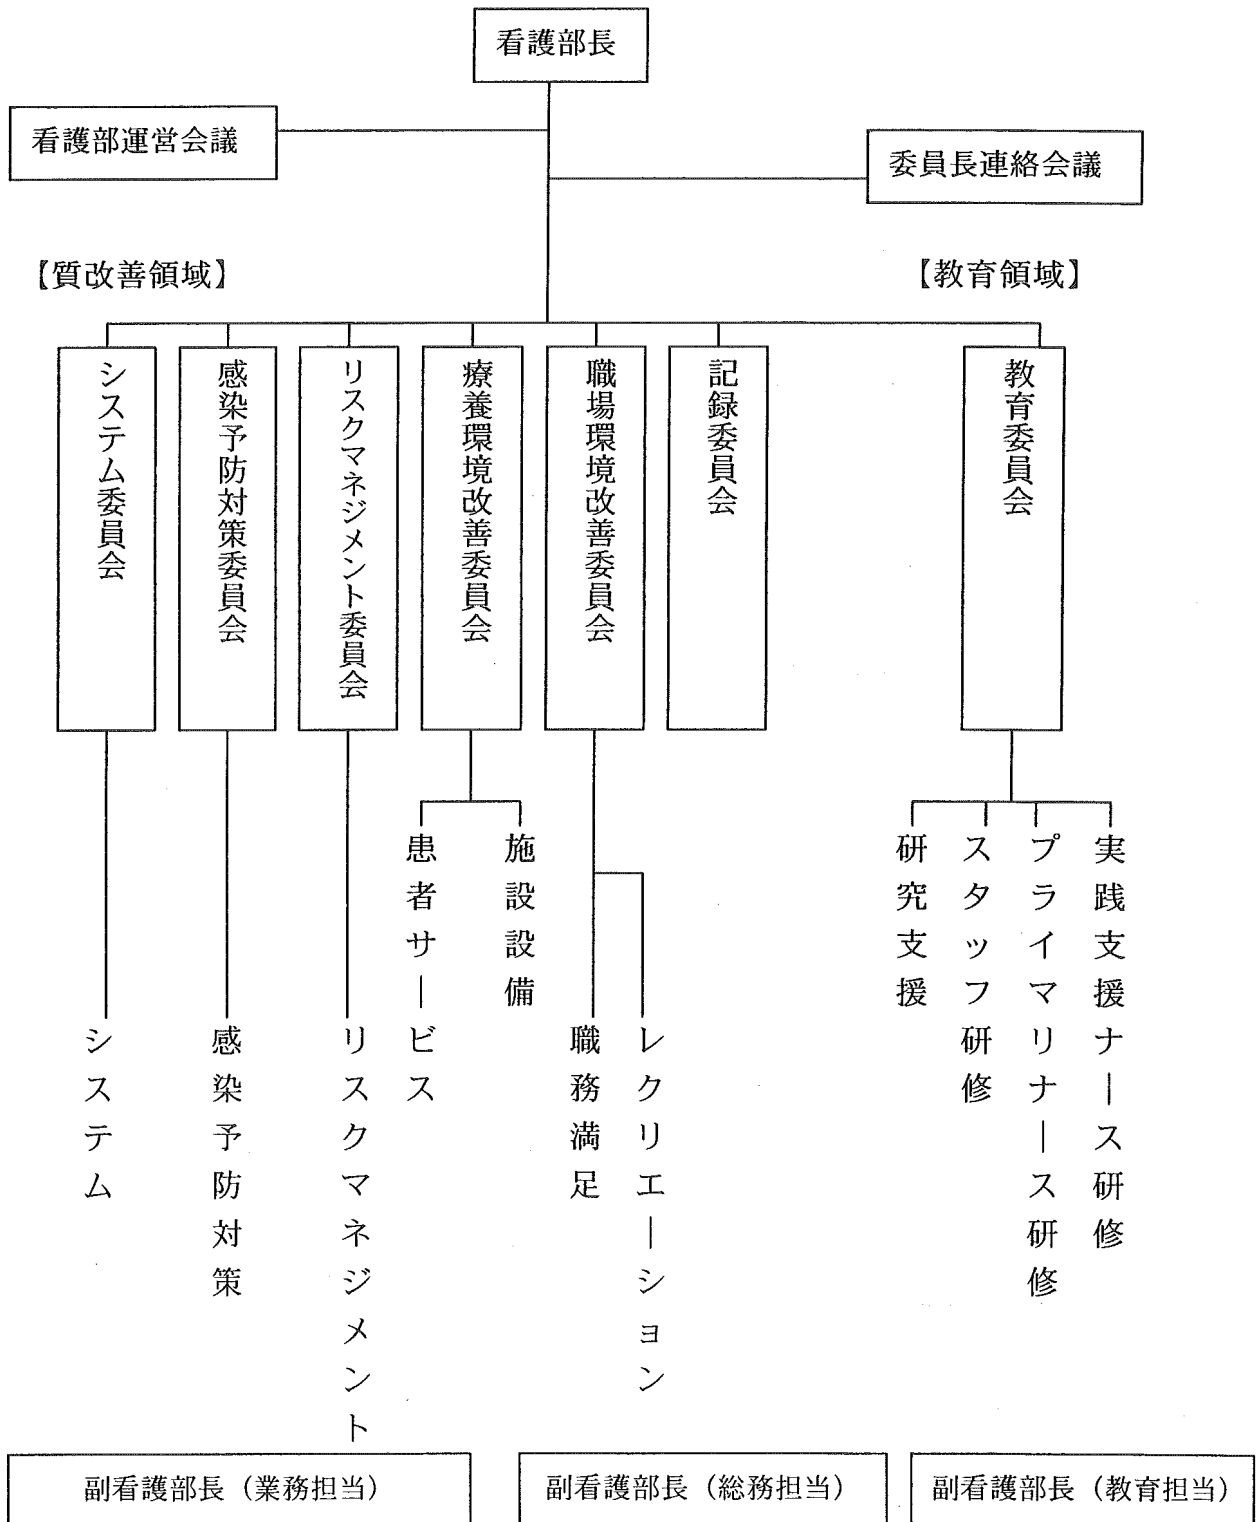 看護部長
看護部運営会議
委員長連絡会議
【質改善領域】
【教育領域】
システム委員会
感染予防対策委員会
リスクマネジメント委員会
療養環境改善委員会
職場環境改善委員会
記録委員会
教育委員会
システム
感染予防対策
リスクマネジメント
患者サービス
施設設備
職務満足
レクリエーション
研究支援
スタッフ研修
プライマリナース研修
実践支援ナース研修
副看護部長（業務担当）
副看護部長（総務担当）
副看護部長（教育担当）